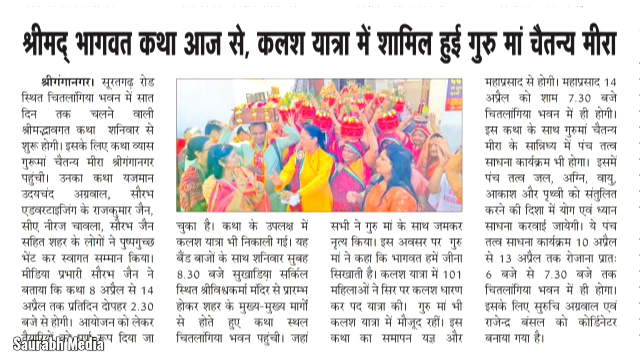 श्रीमद् भागवत कथा आज से, कलश यात्रा में शामिल हुई गुरु मां चैतन्य मीरा
श्रीगंगानगर। सूरतगढ़ रोड
स्थित चितलांगिया भवन में सात
दिन तक चलने वाली
श्रीमद्भावगत कथा शनिवार से
शुरू होगी। इसके लिए कथा व्यास
गुरूमां चैतन्य मीरा श्रीगंगानगर
पहुंची। उनका कथा यजमान
उदयचंद अग्रवाल, सौरभ
एडवरटाइजिंग के राजकुमार जैन,
सीए नीरज चावला, सौरभ जैन
सहित शहर के लोगों ने पुष्पगुच्छ
भेंट कर स्वागत सम्मान किया।
मीडिया प्रभारी सौरभ जैन ने
बताया कि कथा 8 अप्रैल से 14
अप्रैल तक प्रतिदिन दोपहर 2.30
बजे से होगी। आयोजन को लेकर
रूप दिया जा
चुका है। कथा के उपलक्ष में
कलश यात्रा भी निकाली गई। यह
बैंड बाजों के साथ शनिवार सुबह
8.30 बजे सुखाडिया सर्किल
स्थित श्रीविश्वकर्मा मंदिर से प्रारम्भ
होकर शहर के मुख्य-मुख्य मार्गों
से होते हुए कथा स्थल
चितलांगिया भवन पहुंची। जहां
सभी ने गुरु मां के साथ जमकर
नृत्य किया। इस अवसर पर गुरु
मां ने कहा कि भागवत हमें जीना
सिखाती है। कलश यात्रा में 101
महिलाओं ने सिर पर कलश धारण
कर पद यात्रा की। गुरु मां भी
कलश यात्रा में मौजूद रहीं। इस
कथा का समापन यज्ञ और
महाप्रसाद से होगी। महाप्रसाद 14
अप्रैल को शाम 7.30 बजे
चितलांगिया भवन में ही होगा।
इस कथा के साथ गुरुमां चैतन्य
मीरा के सान्निध्य में पंच तत्व
साधना कार्यक्रम भी होगा। इसमें
पंच तत्व जल, अग्नि, वायु,
आकाश और पृथ्वी को संतुलित
करने की दिशा में योग एवं ध्यान
साधना करवाई जायेगी। ये पंच
तत्व साधना कार्यक्रम 10 अप्रैल
से 13 अप्रैल तक रोजाना प्रातः
6 बजे से 7.30 बजे तक
चितलांगिया भवन में ही होगा।
इसके लिए सुरुचि अग्रवाल एवं
राजेन्द्र बंसल को कॉर्डिनेटर
बनाया गया है।
Saurabh Media